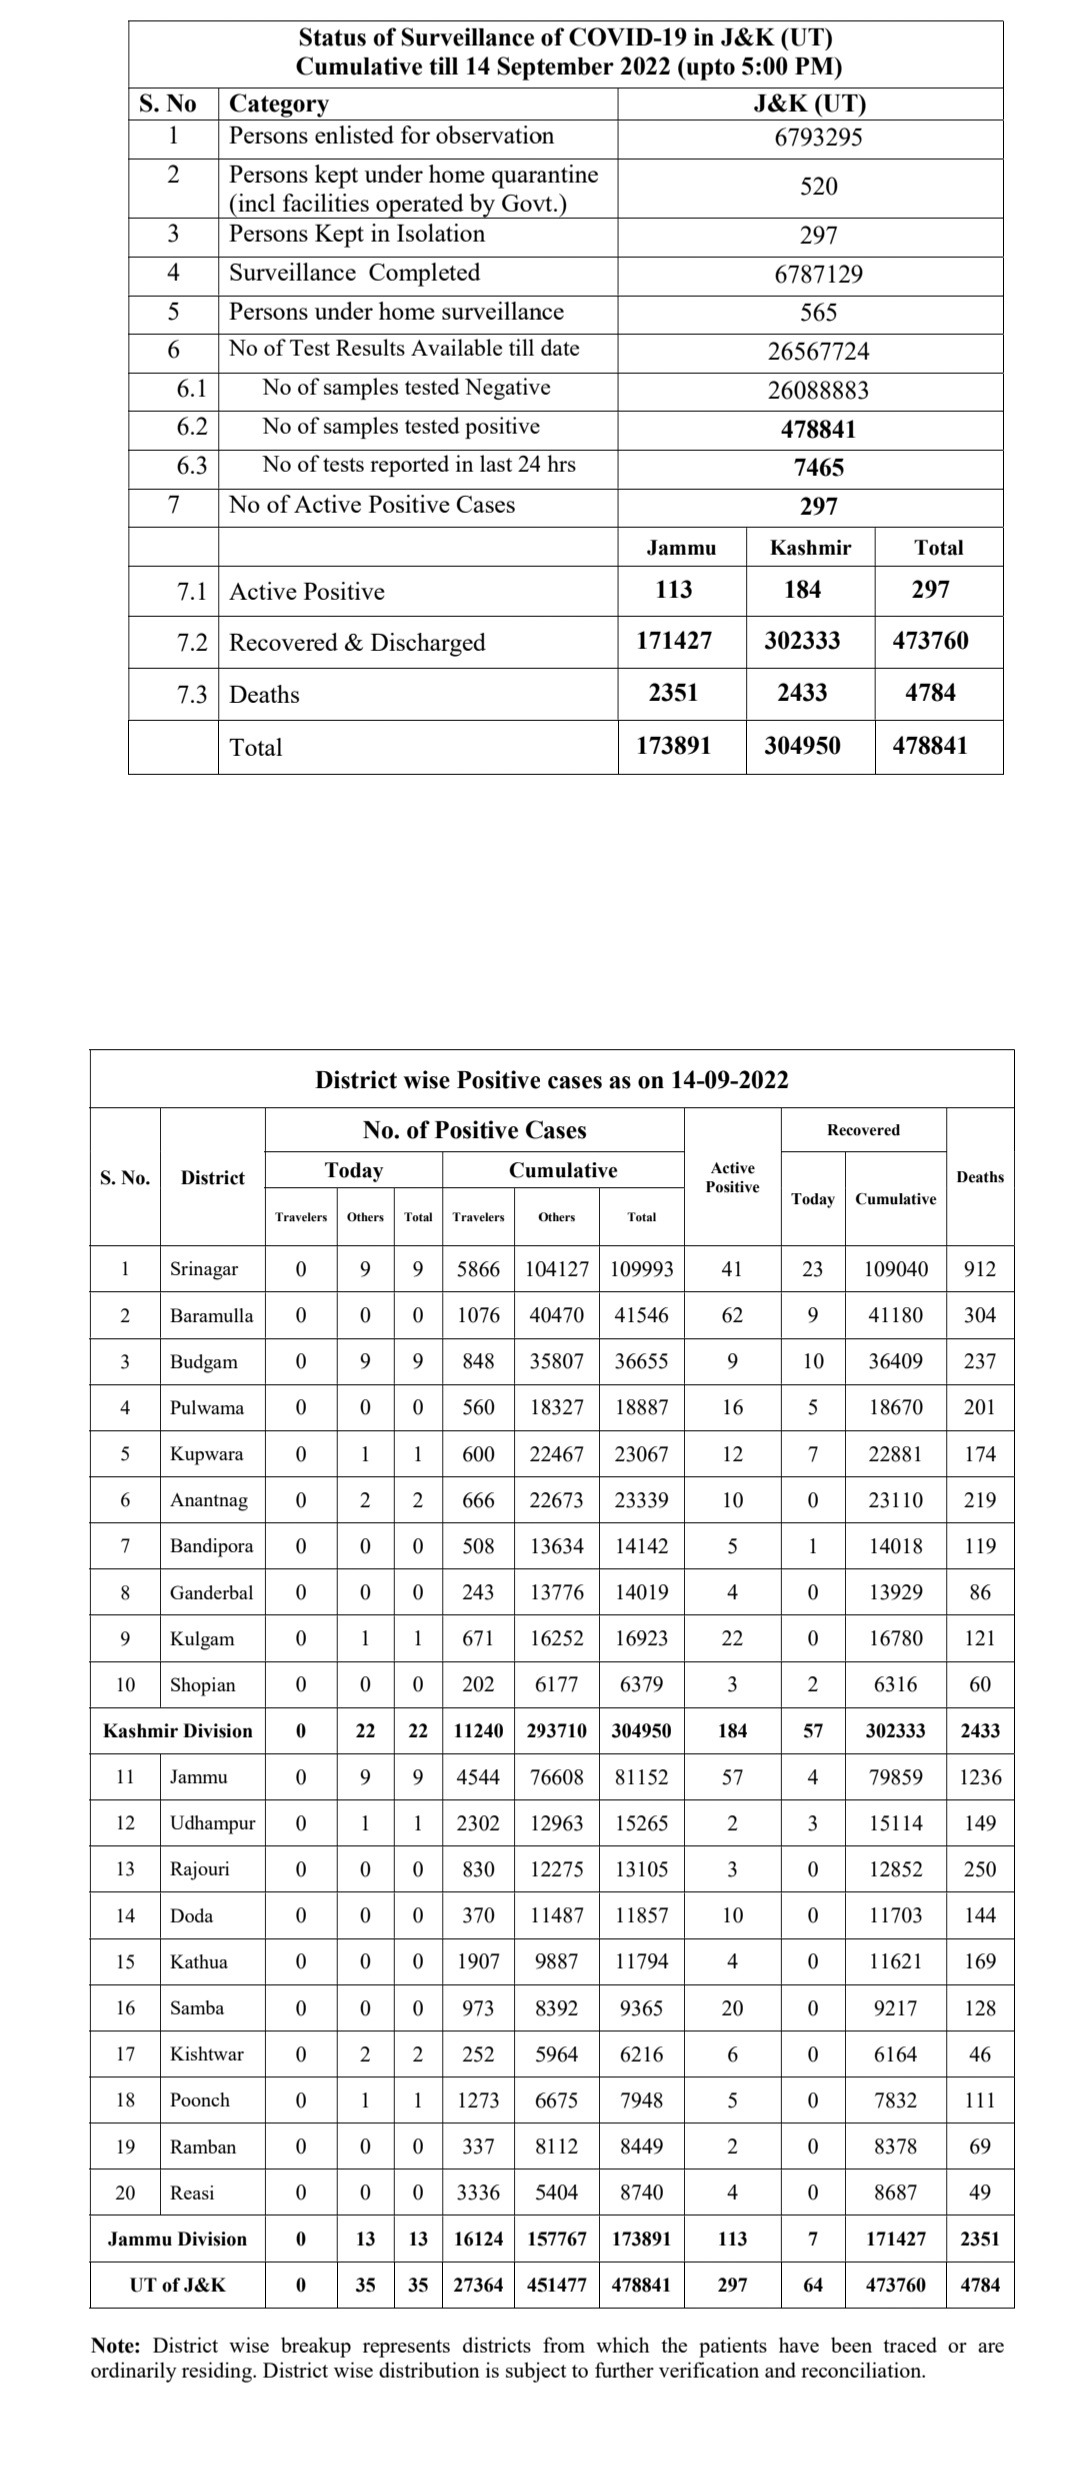 Status of Surveillance of COVID-19 in J&K (UT)
Cumulative till 14 September 2022 (upto 5:00 PM)
S. No Category J&K (UT)
1 Persons enlisted for observation 6793295
2 Persons kept under home quarantine
(incl facilities operated by Govt.) 520
3 Persons Kept in Isolation 297
4 Surveillance Completed 6787129
5 Persons under home surveillance 565
6 No of Test Results Available till date 26567724
6.1 No of samples tested Negative 26088883
6.2 No of samples tested positive 478841
6.3 No of tests reported in last 24 hrs 7465
7 No of Active Positive Cases 297
Jammu Kashmir Total
7.1 Active Positive 113 184 297
7.2 Recovered & Discharged 171427 302333 473760
7.3 Deaths 2351 2433 4784
Total 173891 304950 478841
District wise Positive cases as on 14-09-2022
S. No. District No. of Positive Cases Active Positive Recovered Deaths
Today Cumulative Today Cumulative
Travelers Others Total Travelers Others Total
1 Srinagar 0 9 9 5866 104127 109993 41 23 109040 912
2 Baramulla 0 0 0 1076 40470 41546 62 9 41180 304
3 Budgam 0 9 9 848 35807 36655 9 10 36409 237
4 Pulwama 0 0 0 560 18327 18887 16 5 18670 201
5 Kupwara 0 1 1 600 22467 23067 12 7 22881 174
6 Anantnag 0 2 2 666 22673 23339 10 0 23110 219
7 Bandipora 0 0 0 508 13634 14142 5 1 14018 119
8 Ganderbal 0 0 0 243 13776 14019 4 0 13929 86
9 Kulgam 0 1 1 671 16252 16923 22 0 16780 121
10 Shopian 0 0 0 202 6177 6379 3 2 6316 60
Kashmir Division 0 22 22 11240 293710 304950 184 57 302333 2433
11 Jammu 0 9 9 4544 76608 81152 57 4 79859 1236
12 Udhampur 0 1 1 2302 12963 15265 2 3 15114 149
13 Rajouri 0 0 0 830 12275 13105 3 0 12852 250
14 Doda 0 0 0 370 11487 11857 10 0 11703 144
15 Kathua 0 0 0 1907 9887 11794 4 0 11621 169
16 Samba 0 0 0 973 8392 9365 20 0 9217 128
17 Kishtwar 0 2 2 252 5964 6216 6 0 6164 46
18 Poonch 0 1 1 1273 6675 7948 5 0 7832 111
19 Ramban 0 0 0 337 8112 8449 2 0 8378 69
20 Reasi 0 0 0 3336 5404 8740 4 0 8687 49
Jammu Division 0 13 13 16124 157767 173891 113 7 171427 2351
UT of J&K 0 35 35 27364 451477 478841 297 64 473760 4784
Note: District wise breakup represents districts from which the patients have been traced or are
ordinarily residing. District wise distribution is subject to further verification and reconciliation.